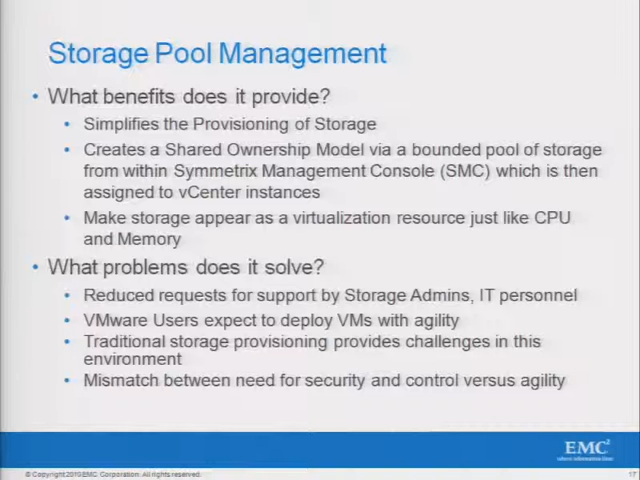 Storage Pool Management
• What benefits does it provide?
• Simplifies the Provisioning of Storage
• Creates a Shared Ownership Model via a bounded pool of storage
from within Symmetrix Management Console (SMC) which is then
assigned to vCenter instances
• Make storage appear as a virtualization resource just like CPU
and Memory
• What problems does it solve?
• Reduced requests for support by Storage Admins, IT personnel
• VMware Users expect to deploy VMs with agility
• Traditional storage provisioning provides challenges in this
environment
• Mismatch between need for security and control versus agility
EMC²
where information lives
© Copyright 2010 EMC Corporation. All rights reserved.
17